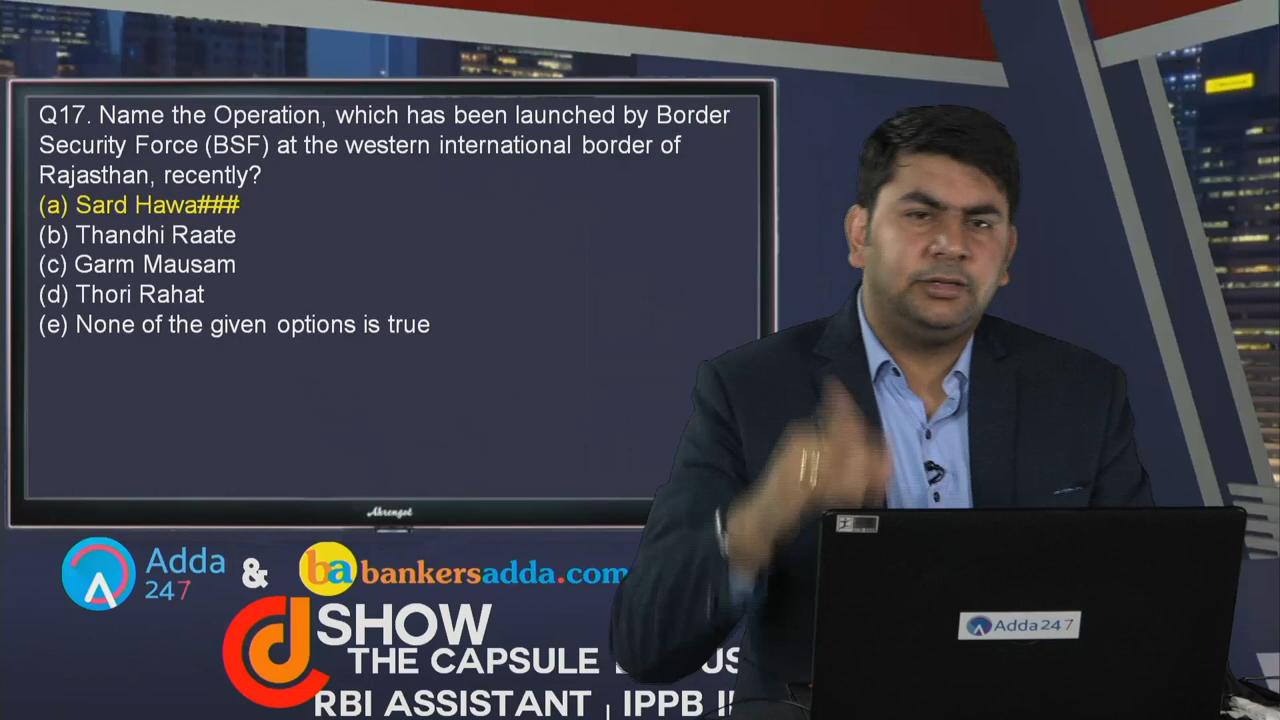 Q17. Name the Operation, which has been launched by Border
Security Force (BSF) at the western international border of
Rajasthan, recently?
(a) Sard Hawa###
(b) Thandhi Raate
(c) Garm Mausam
(d) Thori Rahat
(e) None of the given options is true
Ahrengot
Adda
247
&
ba bankersadda.com
SHOW
THE CAPSULE
RBI ASSISTANT | IPPB
Adda247